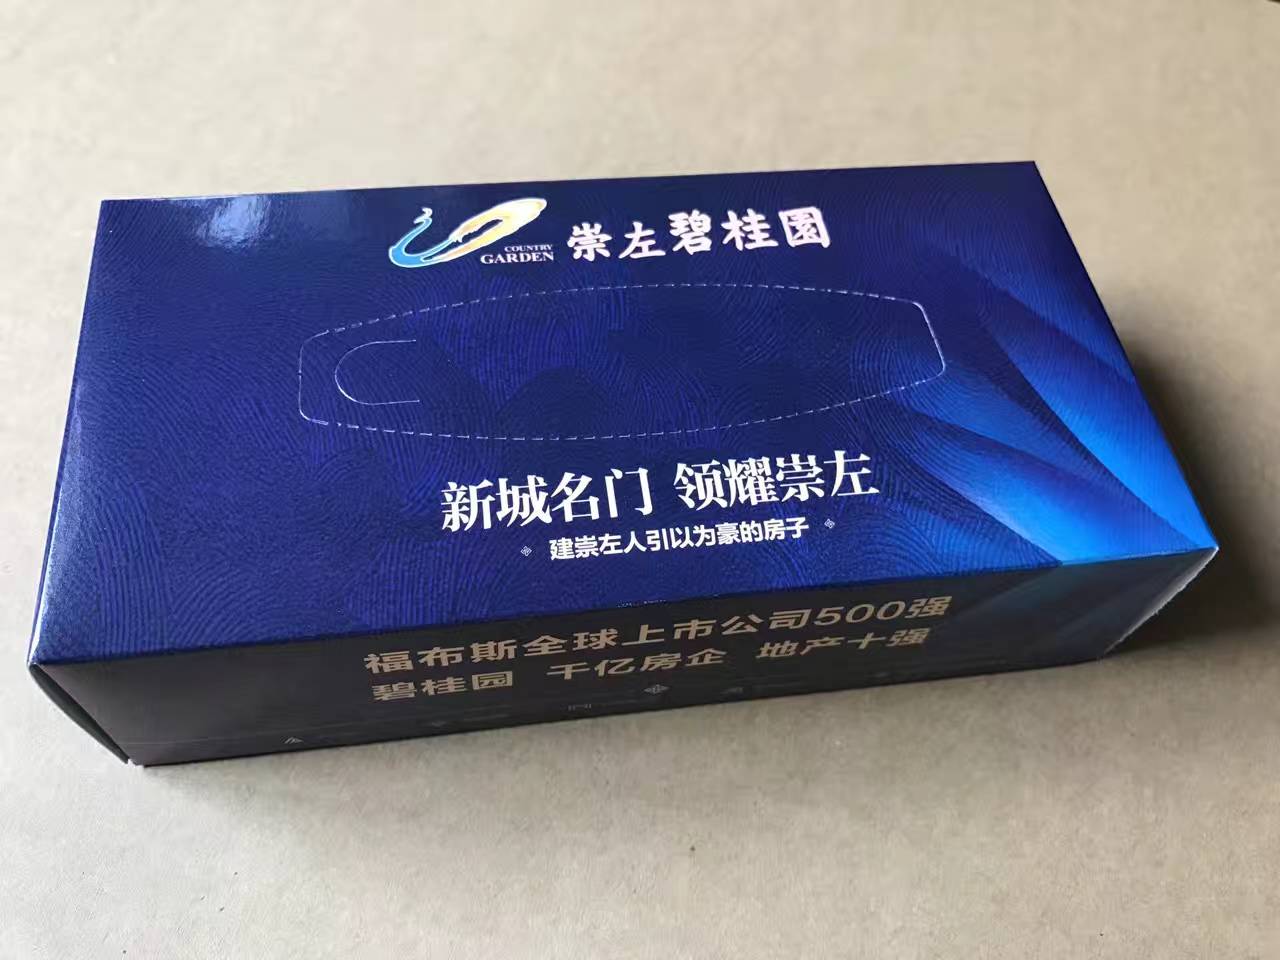 COUNTRY
GARDEN
崇左碧桂園
新城名门 领耀崇左
建崇左人引以为豪的房子
福布斯全球上市公司500强
碧桂园 千亿房企 地产十强